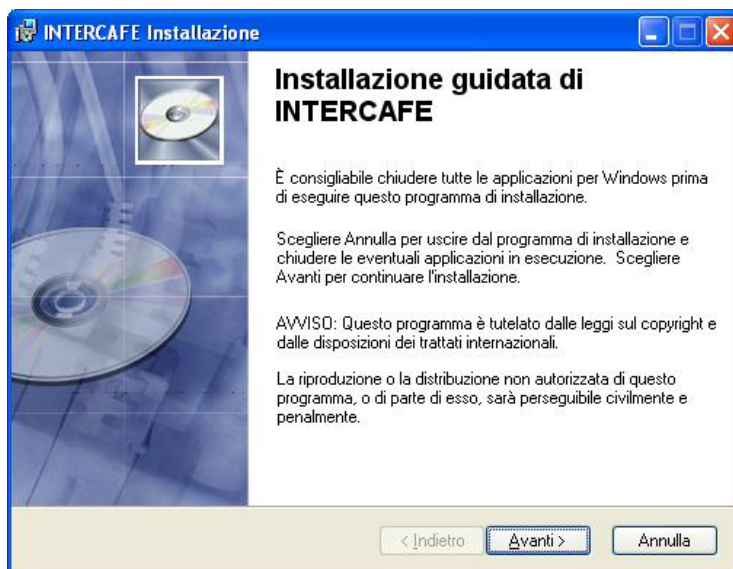 INTERCAFE Installazione
Installazione guidata di
INTERCAFE
È consigliabile chiudere tutte le applicazioni per Windows prima
di eseguire questo programma di installazione.
Scegliere Annulla per uscire dal programma di installazione e
chiudere le eventuali applicazioni in esecuzione. Scegliere
Avanti per continuare l'installazione.
AVVISO: Questo programma è tutelato dalle leggi sul copyright e
dalle disposizioni dei trattati internazionali.
La riproduzione o la distribuzione non autorizzata di questo
programma, o di parte di esso, sarà perseguibile civilmente e
penalmente.
< Indietro Avanti > Annulla